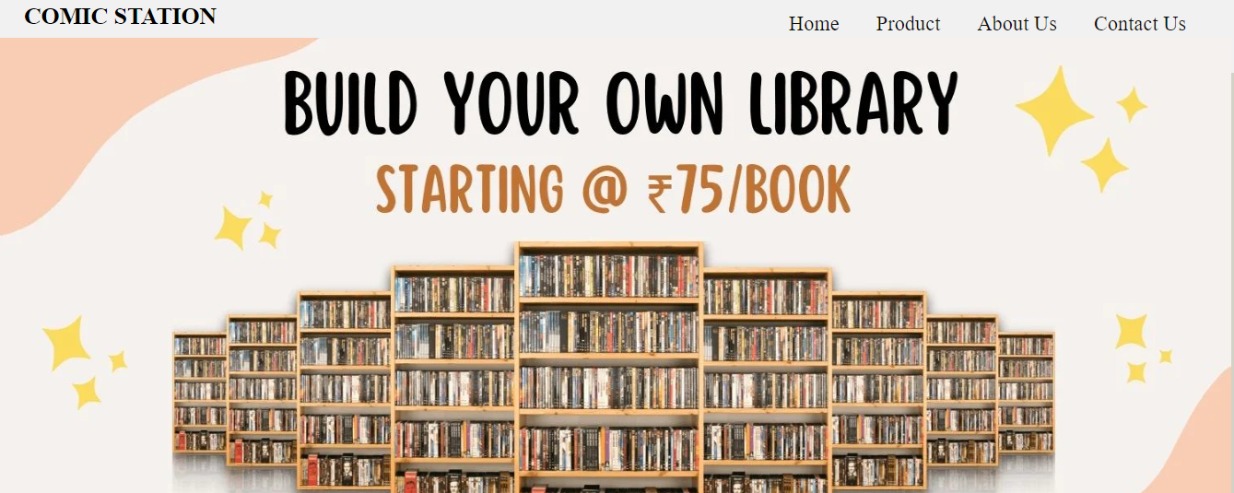 COMIC STATION
Home Product About Us Contact Us
BUILD YOUR OWN LIBRARY
STARTING @ ₹75/BOOK